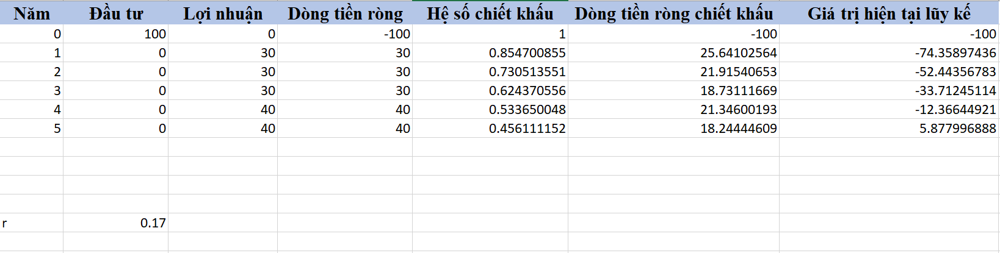 Năm Đầu tư Lợi nhuận Dòng tiền ròng Hệ số chiết khấu Dòng tiền ròng chiết khấu Giá trị hiện tại lũy kế
0 100 0 -100 1 -100 -100
1 0 30 30 0.854700855 25.64102564 -74.35897436
2 0 30 30 0.730513551 21.91540653 -52.44356783
3 0 30 30 0.624370556 18.73111669 -33.71245114
4 0 40 40 0.533650048 21.34600193 -12.36644921
5 0 40 40 0.456111152 18.24444609 5.877996888
r 0.17